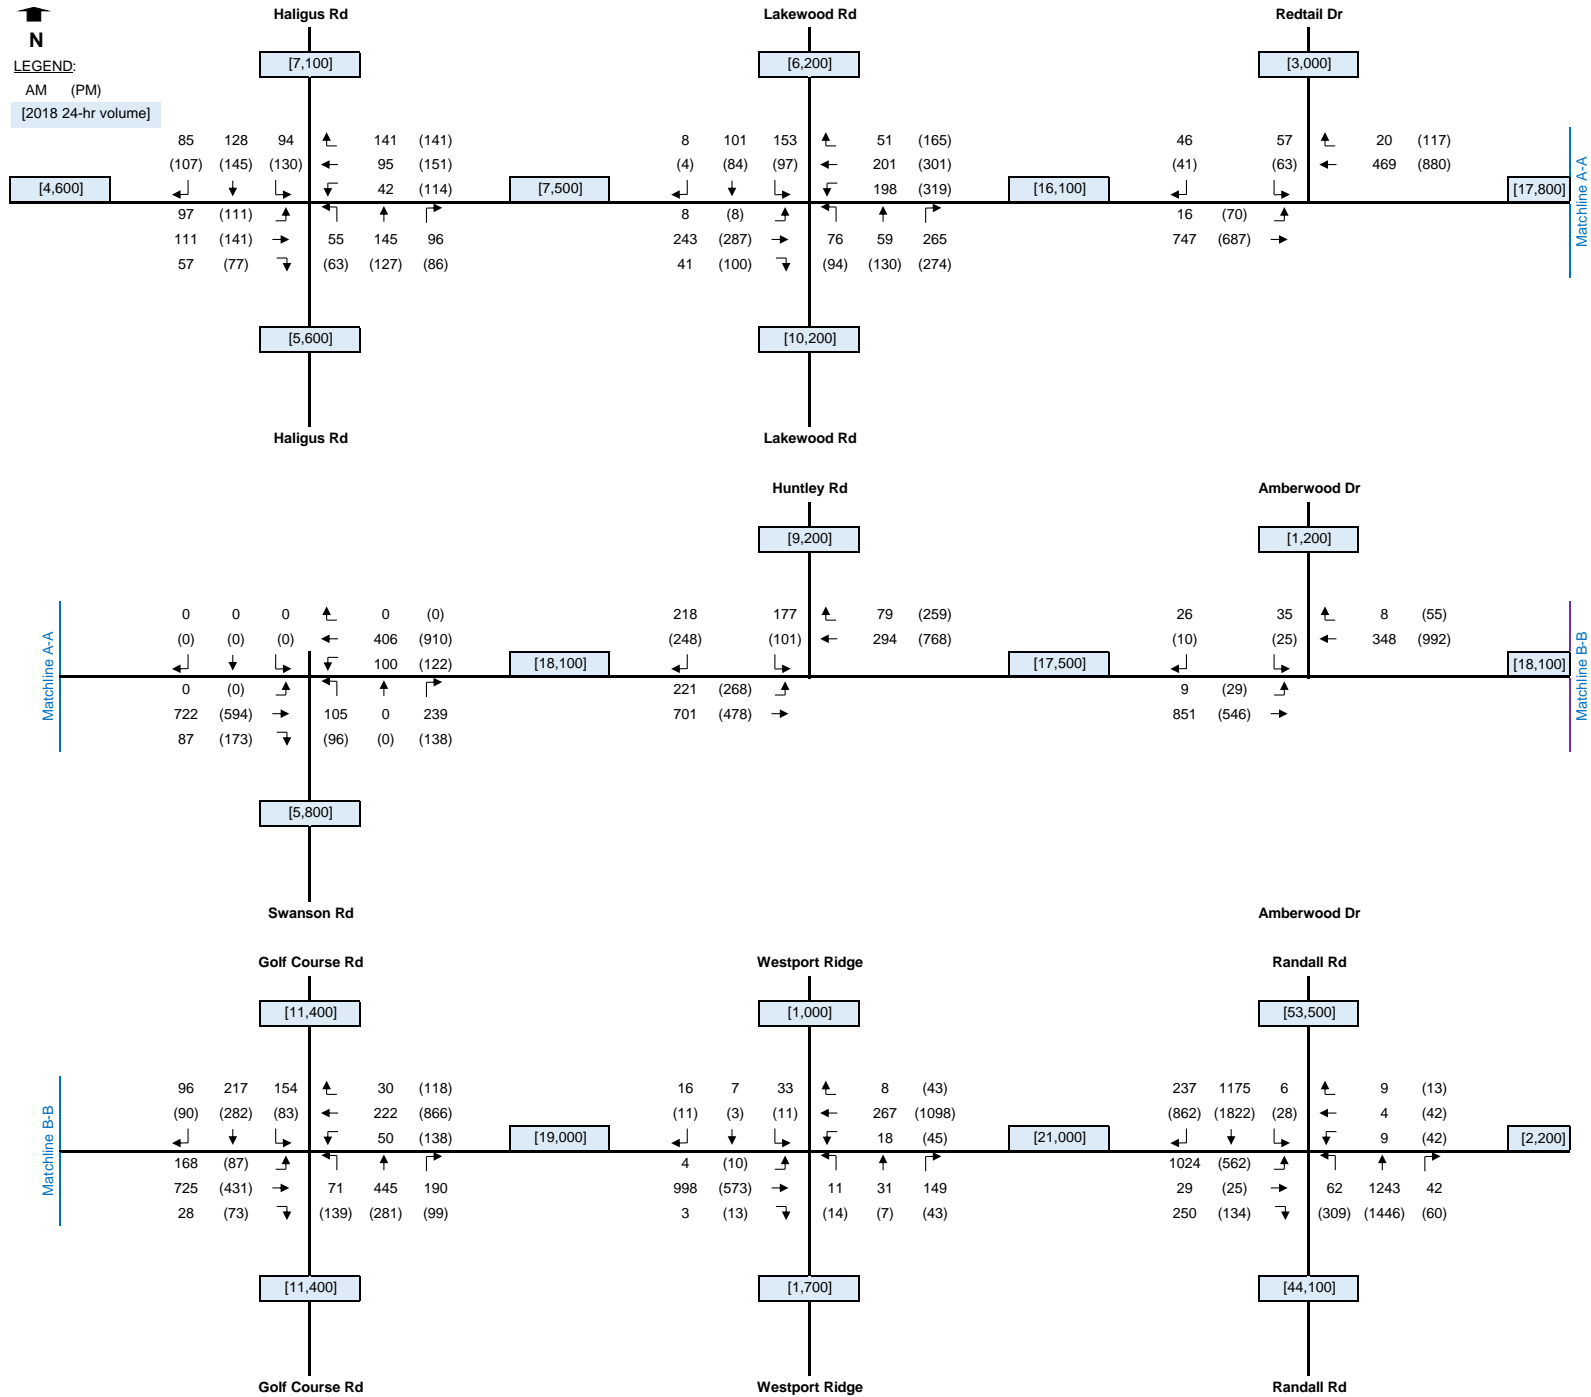 Haligus Rd Lakewood Rd Redtail Dr
N
LEGEND:
[7,100] [6,200] [3,000]
AM (PM)
[2018 24-hr volume]
85 128 94 141 (141) 8 101 153 51 (165) 46 57 20 (117)
(107) (145) (130) 95 (151) (4) (84) (97) 201 (301) (41) (63) 469 (880)
[4,600] 42 (114) [7,500] 198 (319) [16,100] [17,800]
97 (111) 8 (8) 16 (70)
111 (141) 55 145 96 243 (287) 76 59 265 747 (687)
57 (77) (63) (127) (86) 41 (100) (94) (130) (274)
Matchline A-A
[5,600] [10,200]
Haligus Rd Lakewood Rd
Huntley Rd Amberwood Dr
[9,200] [1,200]
0 0 0 0 (0) 218 177 79 (259) 26 35 8 (55)
(0) (0) (0) 406 (910) (248) (101) 294 (768) (10) (25) 348 (992)
100 (122) [18,100] [17,500] [18,100]
0 (0) 221 (268) 9 (29)
722 (594) 105 0 239 701 (478) 851 (546)
87 (173) (96) (0) (138)
Matchline A-A
Matchline B-B
[5,800]
Swanson Rd Amberwood Dr
Golf Course Rd Westport Ridge Randall Rd
[11,400] [1,000] [53,500]
96 217 154 30 (118) 16 7 33 8 (43) 237 1175 6 9 (13)
(90) (282) (83) 222 (866) (11) (3) (11) 267 (1098) (862) (1822) (28) 4 (42)
50 (138) [19,000] 18 (45) [21,000] 9 (42) [2,200]
168 (87) 4 (10) 1024 (562)
725 (431) 71 445 190 998 (573) 11 31 149 29 (25) 62 1243 42
28 (73) (139) (281) (99) 3 (13) (14) (7) (43) 250 (134) (309) (1446) (60)
Matchline B-B
[11,400] [1,700] [44,100]
Golf Course Rd Westport Ridge Randall Rd